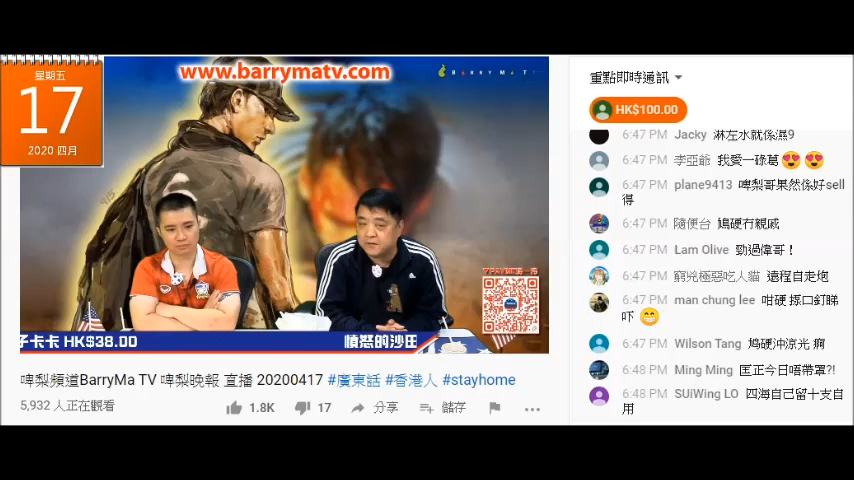 星期五
17
2020 四月
www.barrymatv.com
BARRYMATV
子卡卡 HK$38.00
憤怒的沙田
啤梨頻道BarryMa TV 啤梨晚報 直播 20200417 #廣東話 #香港人 #stayhome
5,932 人正在觀看
1.8K
17
分享
儲存
重點即時通訊
HK$100.00
6:47 PM Jacky 淋左水就係濕9
6:47 PM 李亞爺 我愛一碌葛😍😍
6:47 PM plane9413 啤梨哥果然係好sell
得
6:47 PM 隨便台 鳩硬冇親戚
6:47 PM Lam Olive 勁過偉哥！
6:47 PM 窮兇極惡吃人貓 遠程自走炮
6:47 PM man chung lee 咁硬 揼口釘睇
吓😁
6:47 PM Wilson Tang 鳩硬沖涼光 痾
6:48 PM Ming Ming 匡正今日唔帶罩?!
6:48 PM SUiWing LO 四海自己留十支自
用